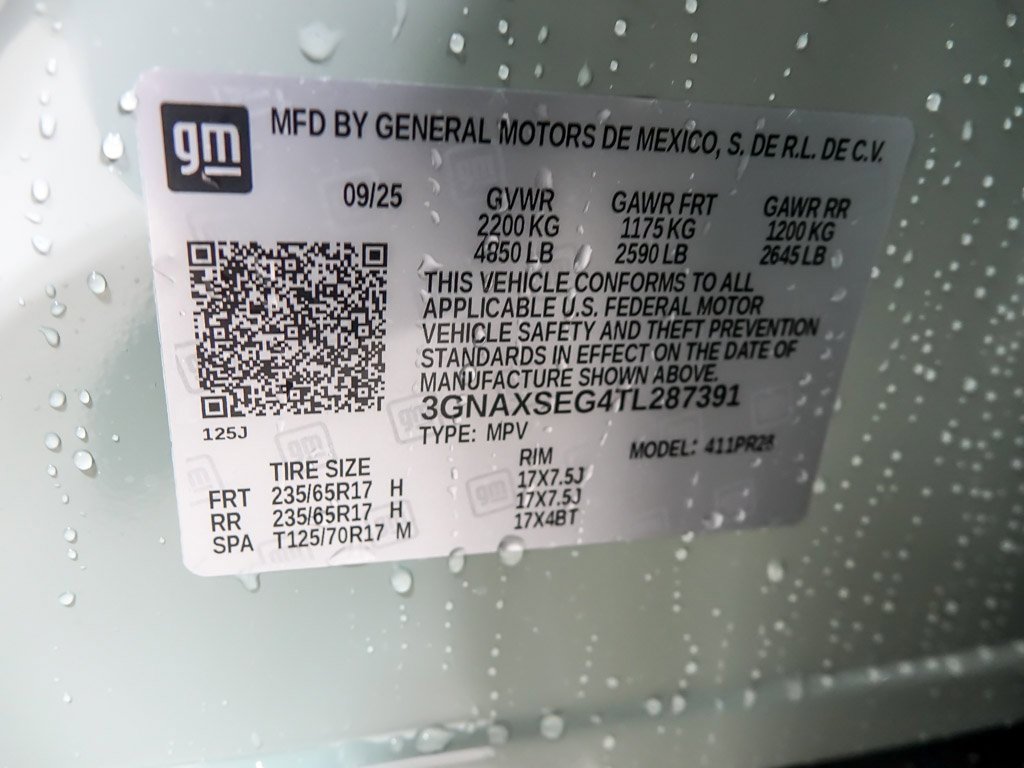 gm
MFD BY GENERAL MOTORS DE MEXICO, S. DE R.L. DE C.V.
09/25
GVWR GAWR FRT GAWR RR
2200 KG 1175 KG 1200 KG
4850 LB 2590 LB 2645 LB
THIS VEHICLE CONFORMS TO ALL
APPLICABLE U.S. FEDERAL MOTOR
VEHICLE SAFETY AND THEFT PREVENTION
STANDARDS IN EFFECT ON THE DATE OF
MANUFACTURE SHOWN ABOVE.
3GNAXSEG4TL287391
125J
TYPE: MPV
MODEL: 411PR26
TIRE SIZE RIM
FRT 235/65R17 H 17X7.5J
RR 235/65R17 H 17X7.5J
SPA T125/70R17 M 17X4BT